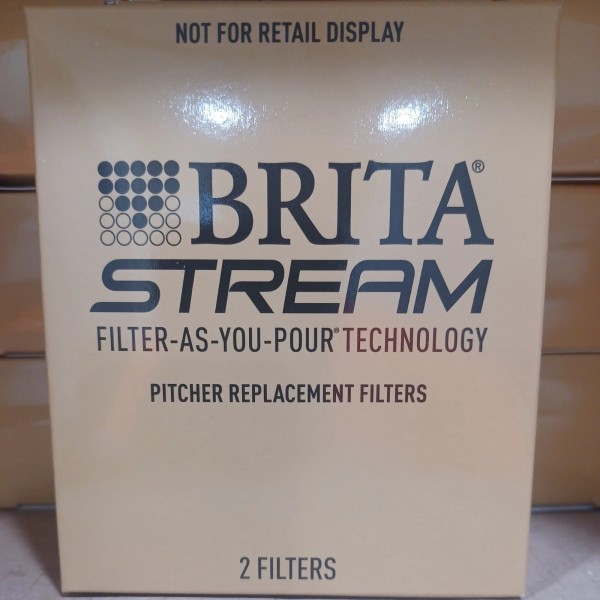 NOT FOR RETAIL DISPLAY
BRITA®
STREAM
FILTER-AS-YOU-POUR® TECHNOLOGY
PITCHER REPLACEMENT FILTERS
2 FILTERS